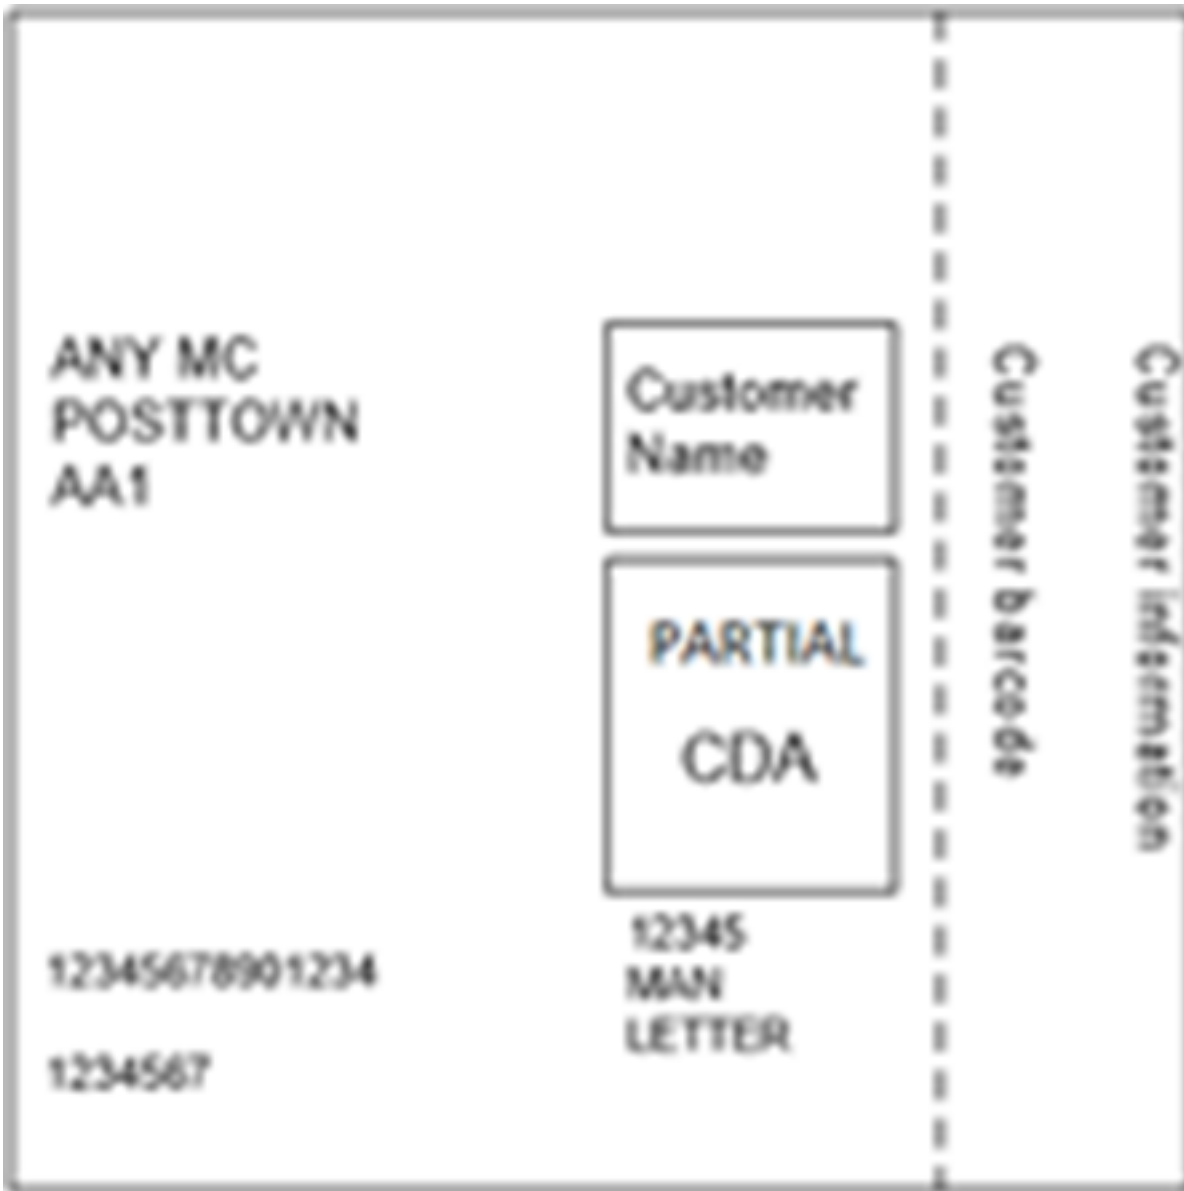 ANY MC
POSTTOWN
AA1
12345678901234
1234567
Customer
Name
PARTIAL
CDA
12345
MAN
LETTER
Customer barcode
Customer information